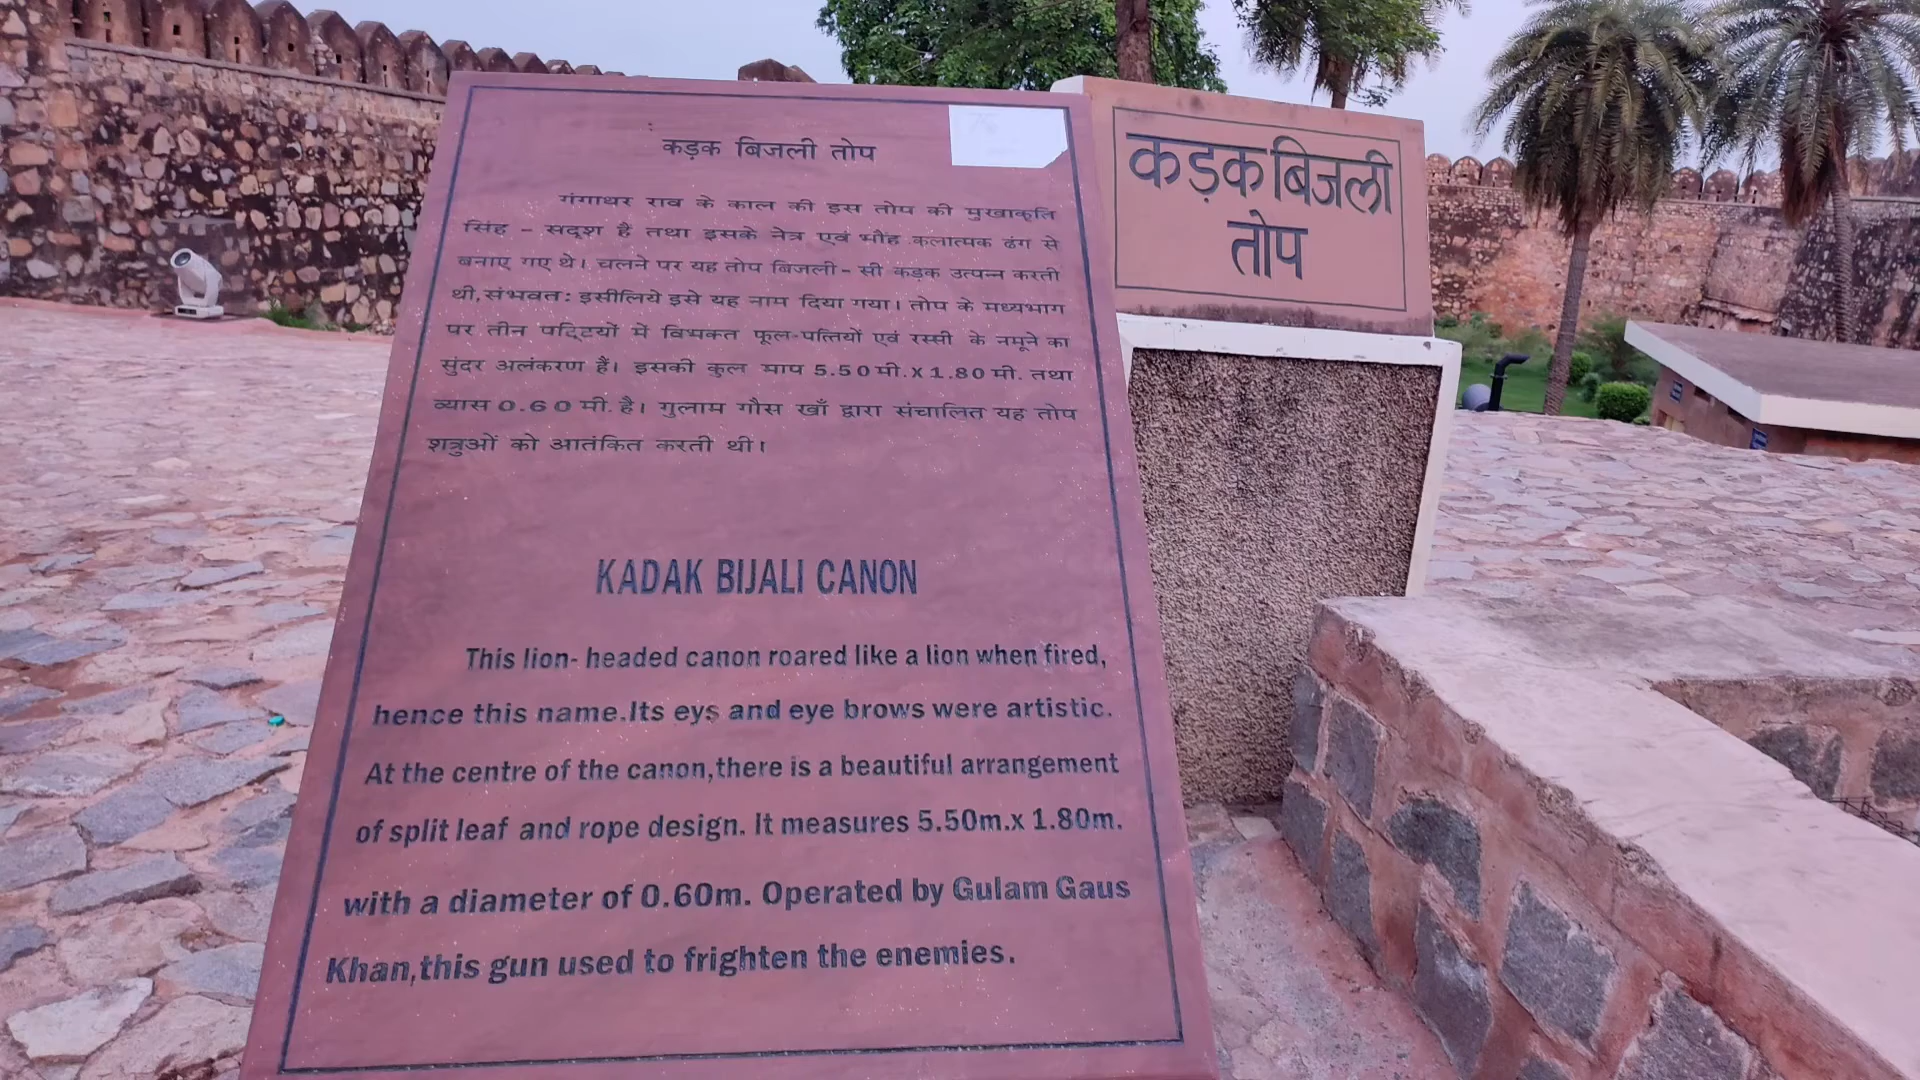 कड़क बिजली तोप
गंगाधर राव के काल की इस तोप की मुखाकृति
सिंह - सदृश है तथा इसके नेत्र एवं भौंह कलात्मक ढंग से
बनाए गए थे। चलने पर यह तोप बिजली - सी कड़क उत्पन्न करती
थी, संभवत: इसीलिये इसे यह नाम दिया गया। तोप के मध्यभाग
पर तीन पट्टियों में विभक्त फूल-पत्तियों एवं रस्सी के नमूने का
सुंदर अलंकरण हैं। इसकी कुल माप 5.50 मी. X 1.80 मी. तथा
व्यास 0.60 मी. है। गुलाम गौस खाँ द्वारा संचालित यह तोप
शत्रुओं को आतंकित करती थी।
KADAK BIJALI CANON
This lion- headed canon roared like a lion when fired,
hence this name.Its eys and eye brows were artistic.
At the centre of the canon,there is a beautiful arrangement
of split leaf and rope design. It measures 5.50m.x 1.80m.
with a diameter of 0.60m. Operated by Gulam Gaus
Khan,this gun used to frighten the enemies.
कड़क बिजली
तोप